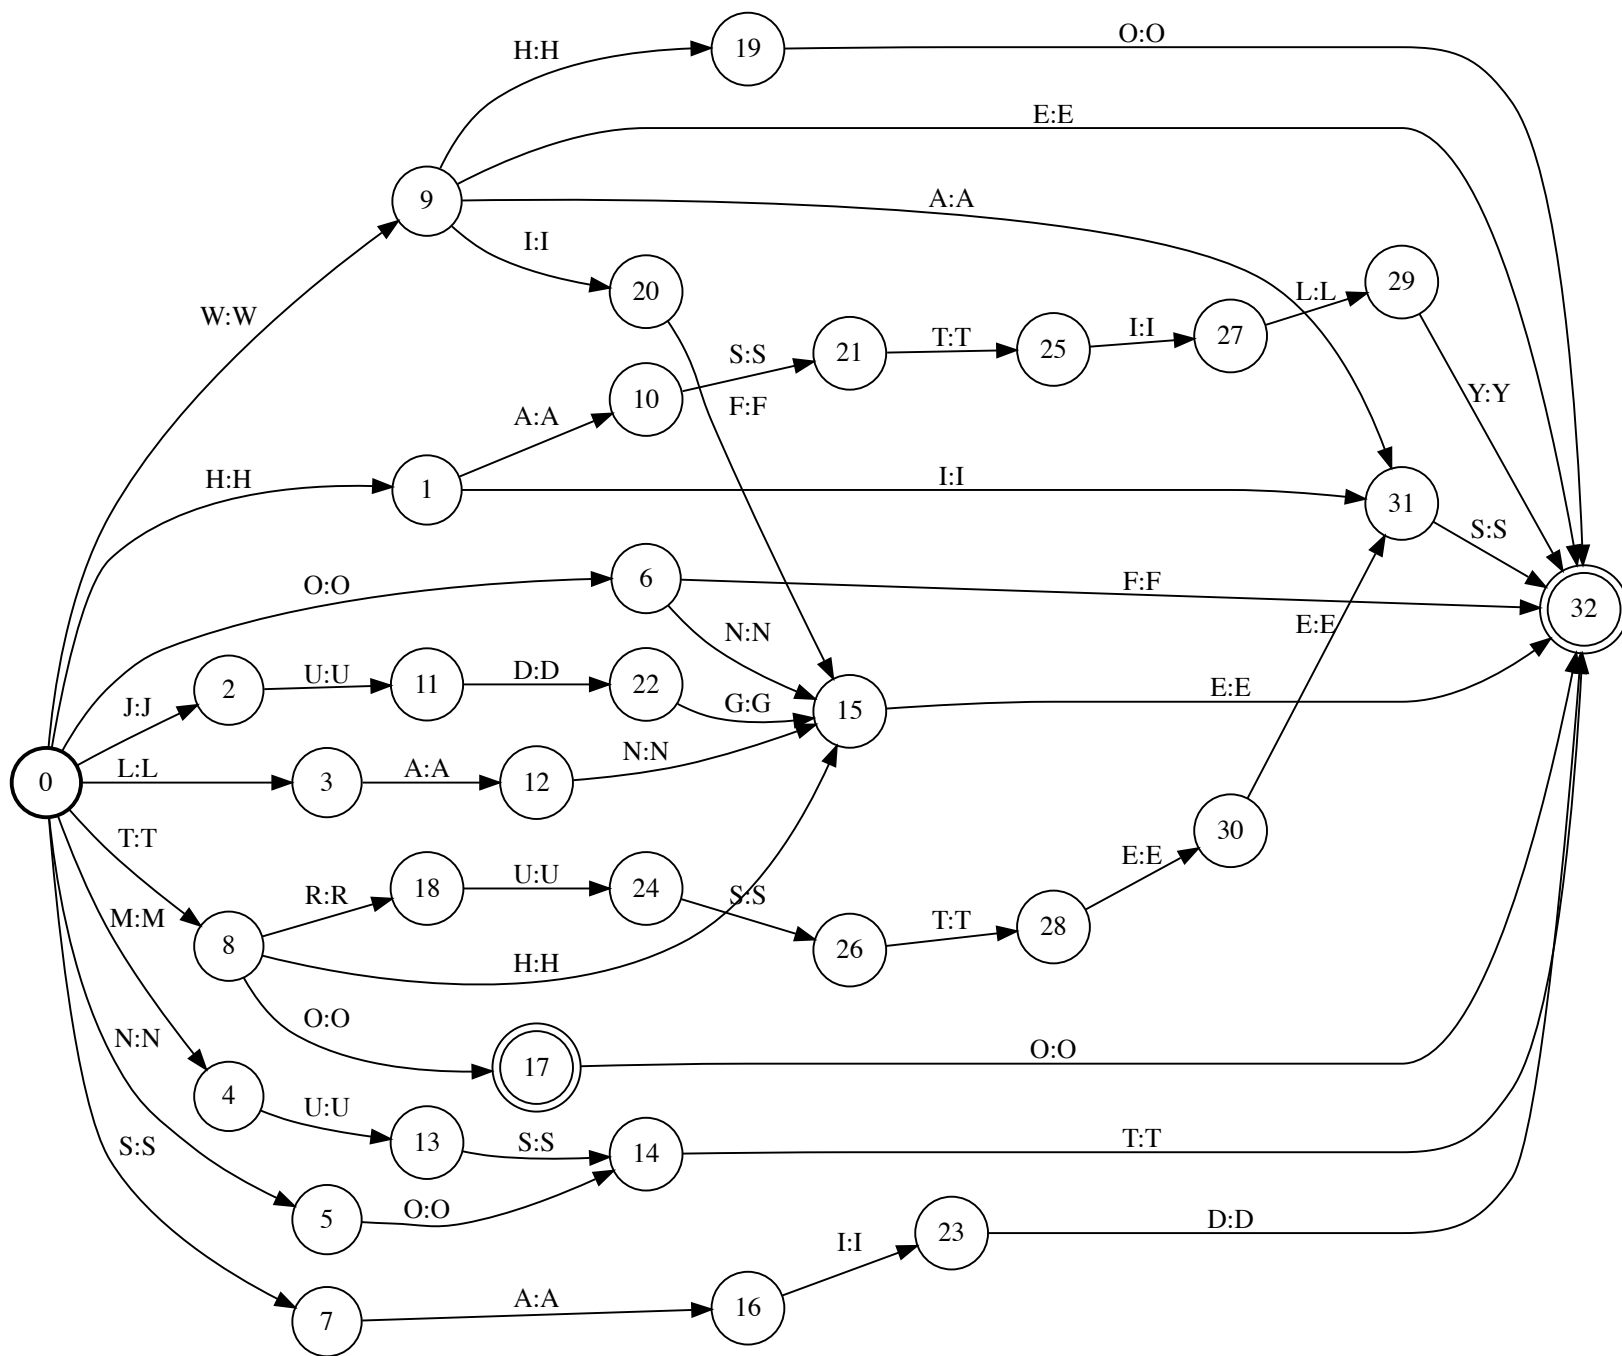 H:H
19
O:O
E:E
9
A:A
I:I
20
29
L:L
W:W
27
I:I
25
T:T
21
S:S
10
F:F
A:A
Y:Y
H:H
1
I:I
31
S:S
O:O
6
F:F
32
N:N
E:E
J:J
2
U:U
11
D:D
22
G:G
15
E:E
0
L:L
3
A:A
12
N:N
T:T
30
E:E
R:R
18
U:U
24
S:S
M:M
8
H:H
26
T:T
28
O:O
17
O:O
N:N
4
U:U
13
S:S
14
T:T
S:S
5
O:O
23
D:D
I:I
7
A:A
16